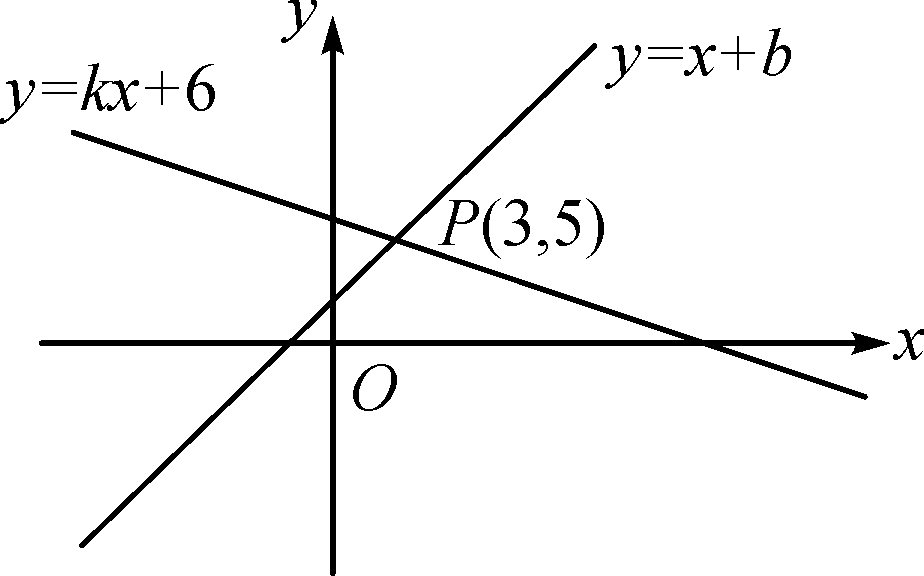 y
y=x+b
y=kx+6
P(3,5)
x
O